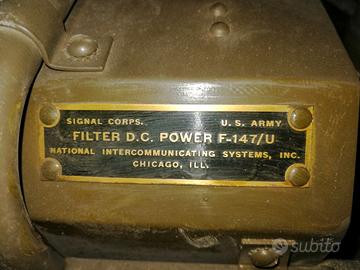 SIGNAL CORPS. U.S. ARMY
FILTER D.C. POWER F-147/U
NATIONAL INTERCOMMUNICATING SYSTEMS, INC.
CHICAGO, ILL.
subito